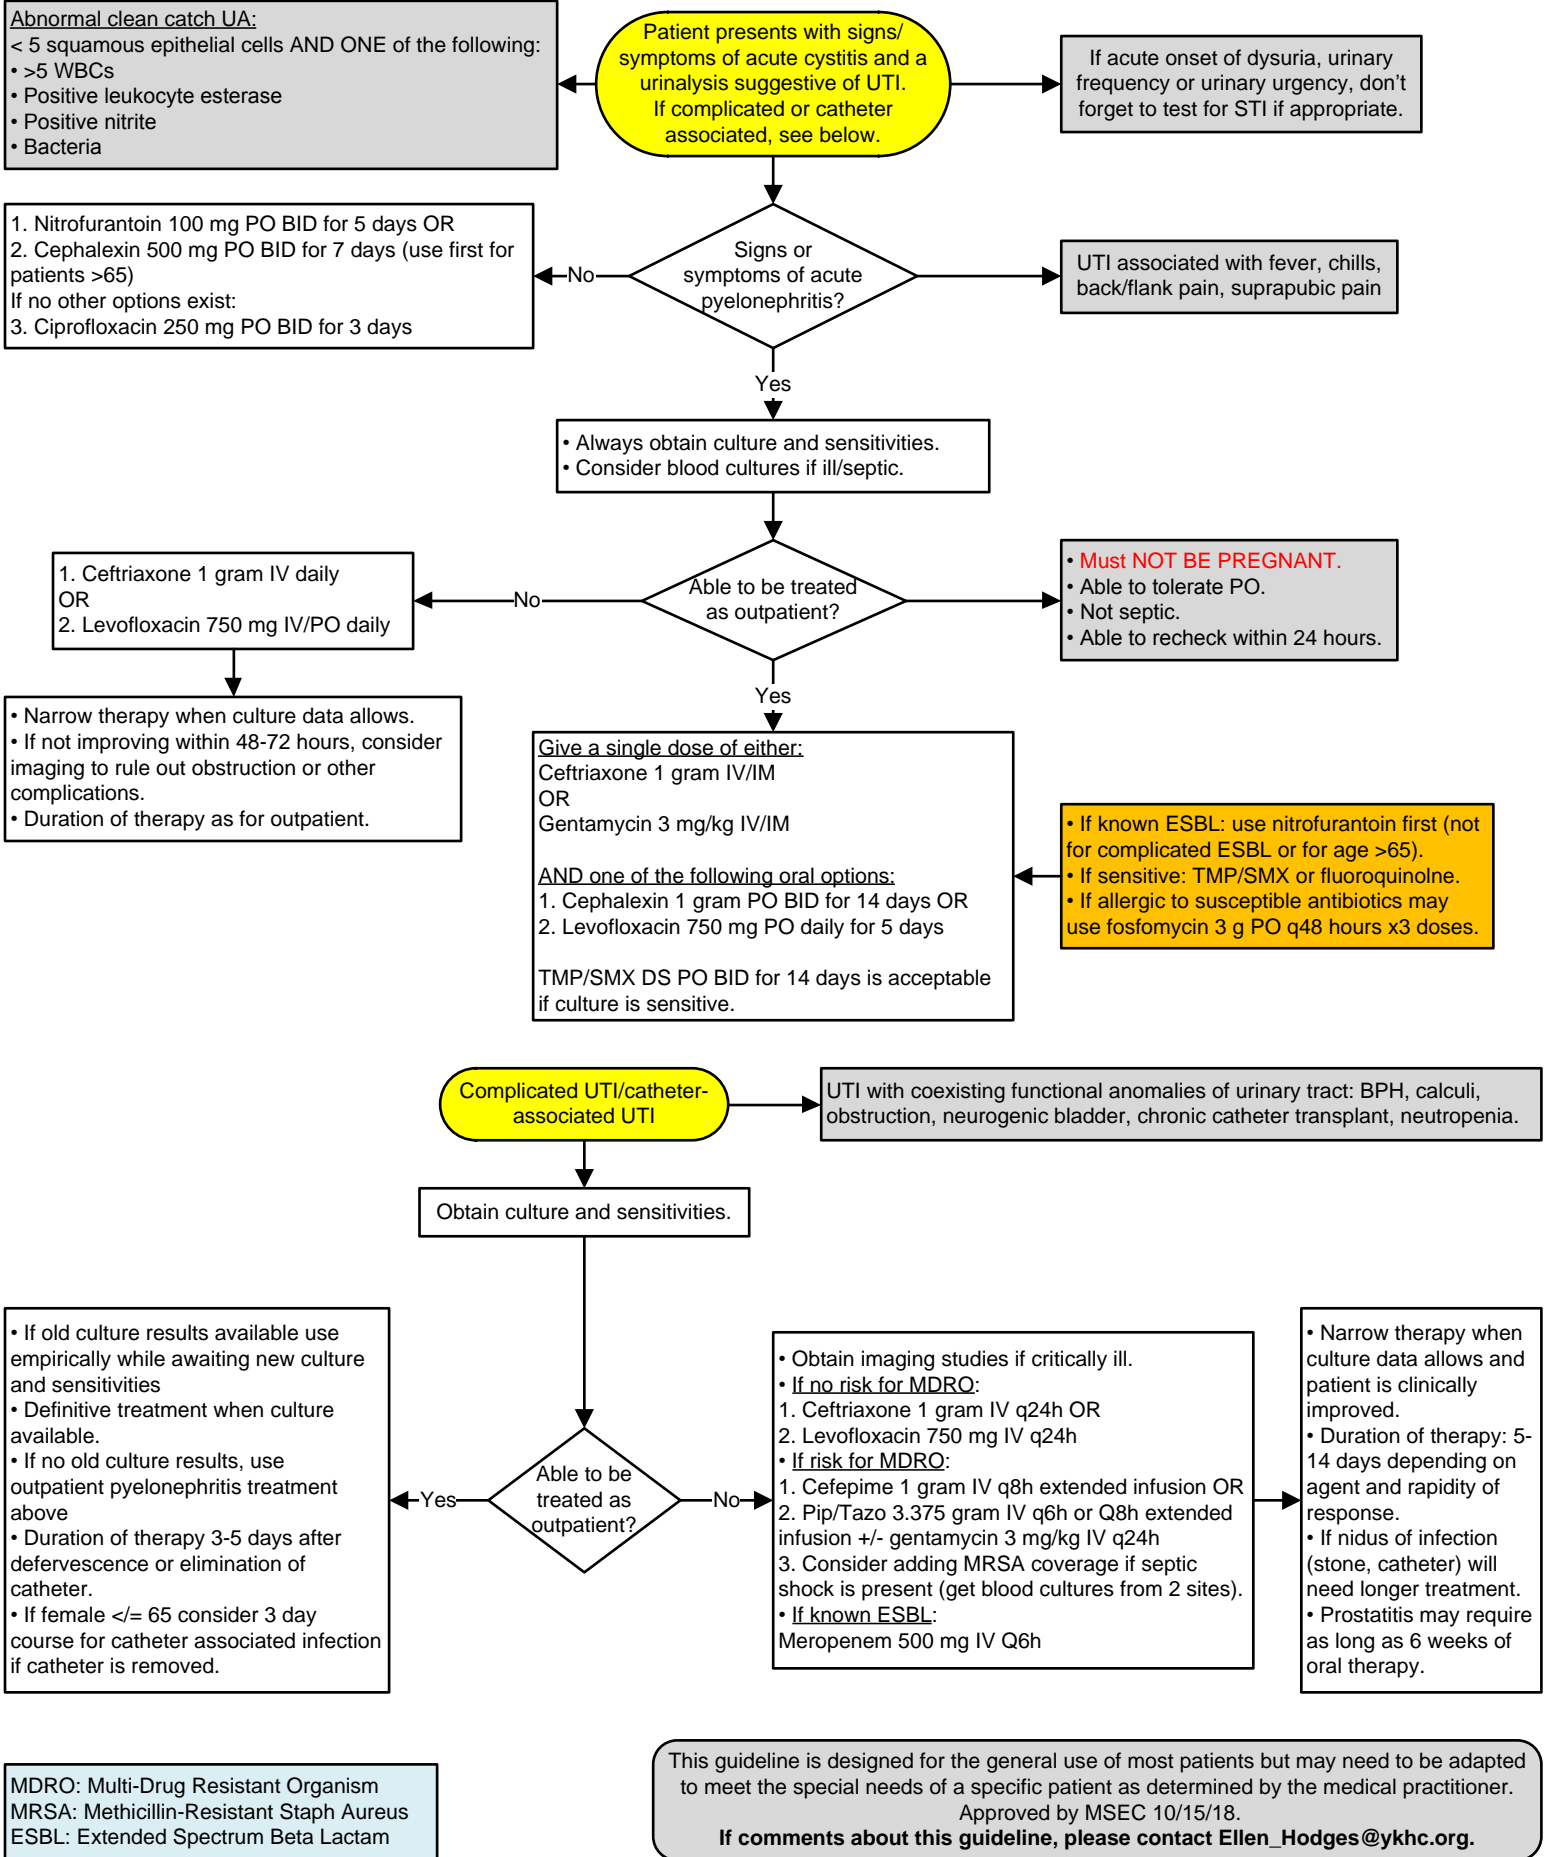 Abnormal clean catch UA:
< 5 squamous epithelial cells AND ONE of the following:
• >5 WBCs
• Positive leukocyte esterase
• Positive nitrite
• Bacteria
Patient presents with signs/
symptoms of acute cystitis and a
urinalysis suggestive of UTI.
If complicated or catheter
associated, see below.
If acute onset of dysuria, urinary
frequency or urinary urgency, don't
forget to test for STI if appropriate.
1. Nitrofurantoin 100 mg PO BID for 5 days OR
2. Cephalexin 500 mg PO BID for 7 days (use first for
patients >65)
If no other options exist:
3. Ciprofloxacin 250 mg PO BID for 3 days
No
Signs or
symptoms of acute
pyelonephritis?
UTI associated with fever, chills,
back/flank pain, suprapubic pain
Yes
• Always obtain culture and sensitivities.
• Consider blood cultures if ill/septic.
1. Ceftriaxone 1 gram IV daily
OR
2. Levofloxacin 750 mg IV/PO daily
No
Able to be treated
as outpatient?
• Must NOT BE PREGNANT.
• Able to tolerate PO.
• Not septic.
• Able to recheck within 24 hours.
Yes
• Narrow therapy when culture data allows.
• If not improving within 48-72 hours, consider
imaging to rule out obstruction or other
complications.
• Duration of therapy as for outpatient.
Give a single dose of either:
Ceftriaxone 1 gram IV/IM
OR
Gentamycin 3 mg/kg IV/IM
AND one of the following oral options:
1. Cephalexin 1 gram PO BID for 14 days OR
2. Levofloxacin 750 mg PO daily for 5 days
TMP/SMX DS PO BID for 14 days is acceptable
if culture is sensitive.
• If known ESBL: use nitrofurantoin first (not
for complicated ESBL or for age >65).
• If sensitive: TMP/SMX or fluoroquinolne.
• If allergic to susceptible antibiotics may
use fosfomycin 3 g PO q48 hours x3 doses.
Complicated UTI/catheter-
associated UTI
UTI with coexisting functional anomalies of urinary tract: BPH, calculi,
obstruction, neurogenic bladder, chronic catheter transplant, neutropenia.
Obtain culture and sensitivities.
• If old culture results available use
empirically while awaiting new culture
and sensitivities
• Definitive treatment when culture
available.
• If no old culture results, use
outpatient pyelonephritis treatment
above
• Duration of therapy 3-5 days after
defervescence or elimination of
catheter.
• If female </= 65 consider 3 day
course for catheter associated infection
if catheter is removed.
Yes
Able to be
treated as
outpatient?
No
• Obtain imaging studies if critically ill.
• If no risk for MDRO:
1. Ceftriaxone 1 gram IV q24h OR
2. Levofloxacin 750 mg IV q24h
• If risk for MDRO:
1. Cefepime 1 gram IV q8h extended infusion OR
2. Pip/Tazo 3.375 gram IV q6h or Q8h extended
infusion +/- gentamycin 3 mg/kg IV q24h
3. Consider adding MRSA coverage if septic
shock is present (get blood cultures from 2 sites).
• If known ESBL:
Meropenem 500 mg IV Q6h
• Narrow therapy when
culture data allows and
patient is clinically
improved.
• Duration of therapy: 5-
14 days depending on
agent and rapidity of
response.
• If nidus of infection
(stone, catheter) will
need longer treatment.
• Prostatitis may require
as long as 6 weeks of
oral therapy.
MDRO: Multi-Drug Resistant Organism
MRSA: Methicillin-Resistant Staph Aureus
ESBL: Extended Spectrum Beta Lactam
This guideline is designed for the general use of most patients but may need to be adapted
to meet the special needs of a specific patient as determined by the medical practitioner.
Approved by MSEC 10/15/18.
If comments about this guideline, please contact Ellen_Hodges@ykhc.org.